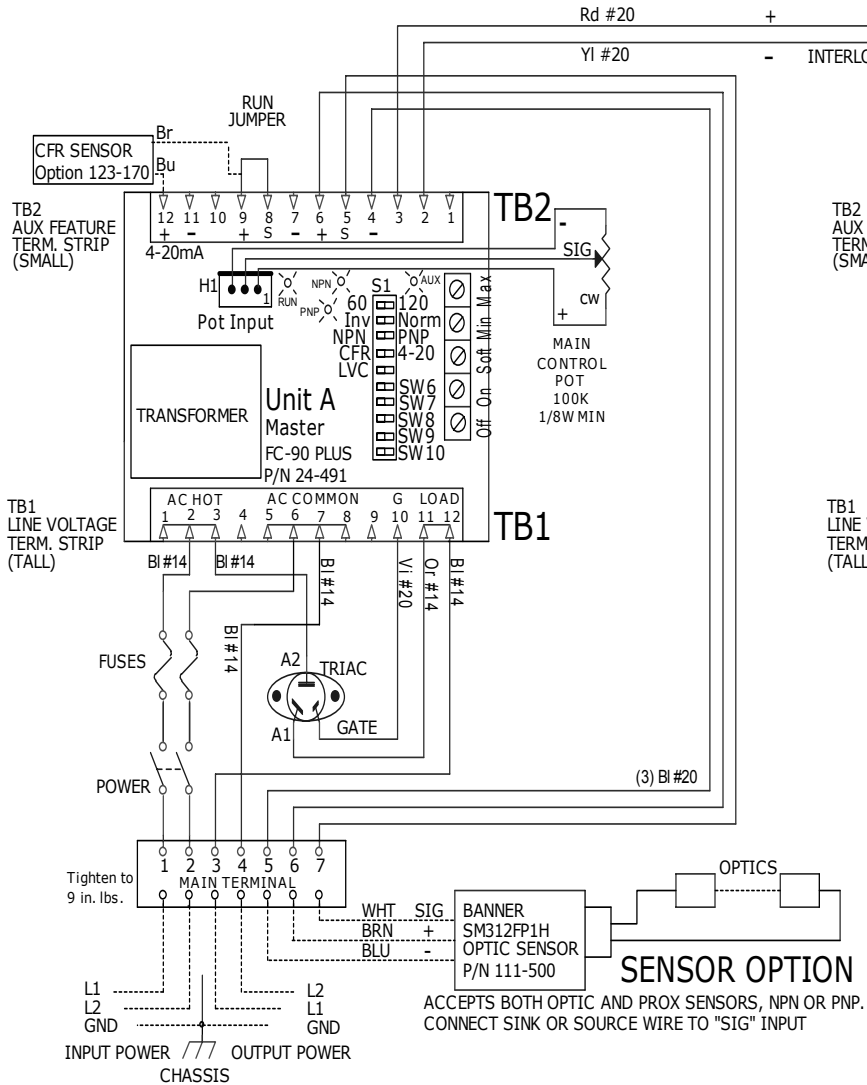 Rd #20 +
Yl #20 - INTERLO
RUN
JUMPER
Br
CFR SENSOR
Option 123-170
Bu
TB2
AUX FEATURE
TERM. STRIP
(SMALL)
12 11 10 9 8 7 6 5 4 3 2 1
+ - + S - + S -
4-20mA
TB2
TB2
AUX
TERM
(SMA
-
SIG
CW
+
MAIN
CONTROL
POT
100K
1/8W MIN
H1
1
Pot Input
RUN
NPN
PNP
AUX
S1
60 120
Inv Norm
NPN PNP
CFR 4-20
LVC
SW6
SW7
SW8
SW9
SW10
Off On Soft Min Max
TRANSFORMER
Unit A
Master
FC-90 PLUS
P/N 24-491
AC HOT AC COMMON G LOAD
1 2 3 4 5 6 7 8 9 10 11 12
TB1
TB1
LINE VOLTAGE
TERM. STRIP
(TALL)
TB1
LINE
TERM
(TALL
Bl #14 Bl #14
Bl #14
Bl #14
Vi #20
Or #14
Bl #14
FUSES
A2
TRIAC
A1
GATE
POWER
(3) Bl #20
1 2 3 4 5 6 7
MAIN TERMINAL
Tighten to
9 in. lbs.
WHT SIG
BRN +
BLU -
BANNER
SM312FP1H
OPTIC SENSOR
P/N 111-500
OPTICS
SENSOR OPTION
ACCEPTS BOTH OPTIC AND PROX SENSORS, NPN OR PNP.
CONNECT SINK OR SOURCE WIRE TO "SIG" INPUT
L1 L2
L2 L1
GND GND
INPUT POWER OUTPUT POWER
CHASSIS